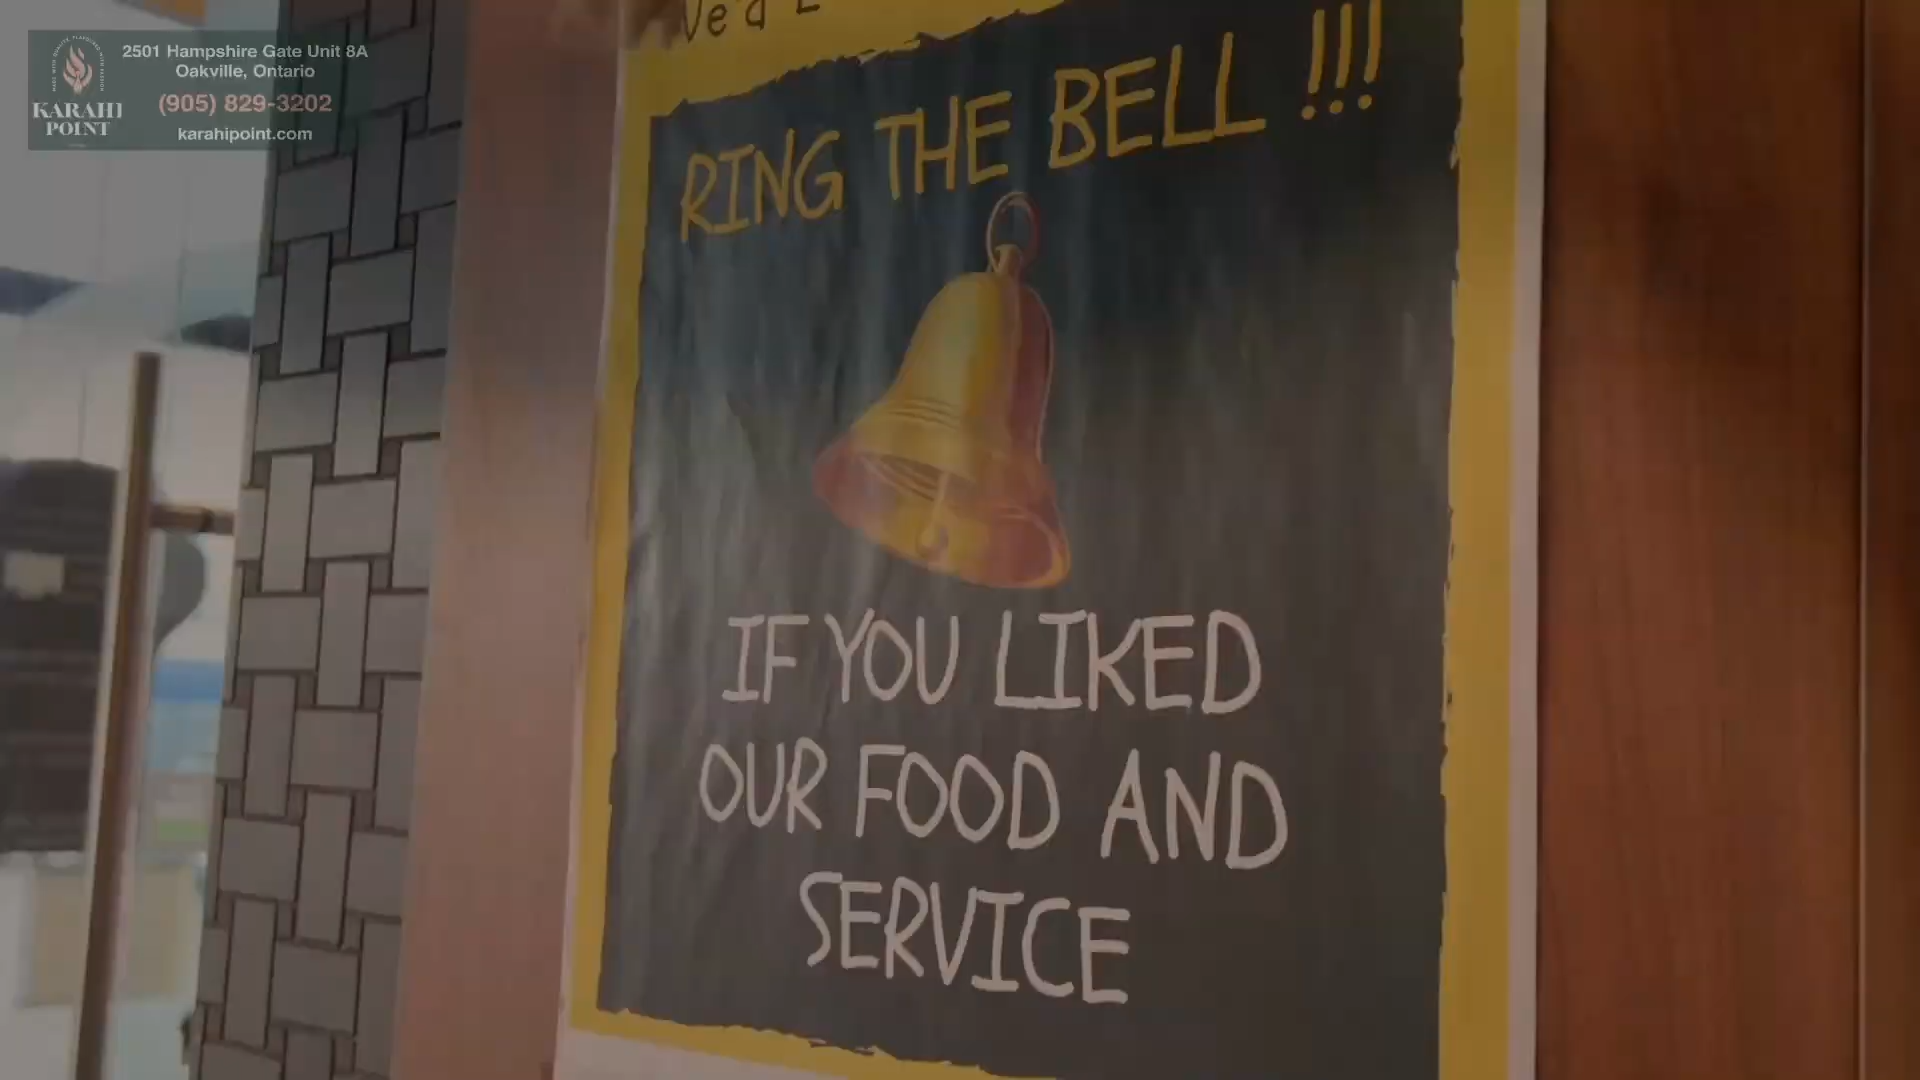 2501 Hampshire Gate Unit 8A
Oakville, Ontario
(905) 829-3202
karahipoint.com
KARAHI
POINT
RING THE BELL !!!
IF YOU LIKED
OUR FOOD AND
SERVICE